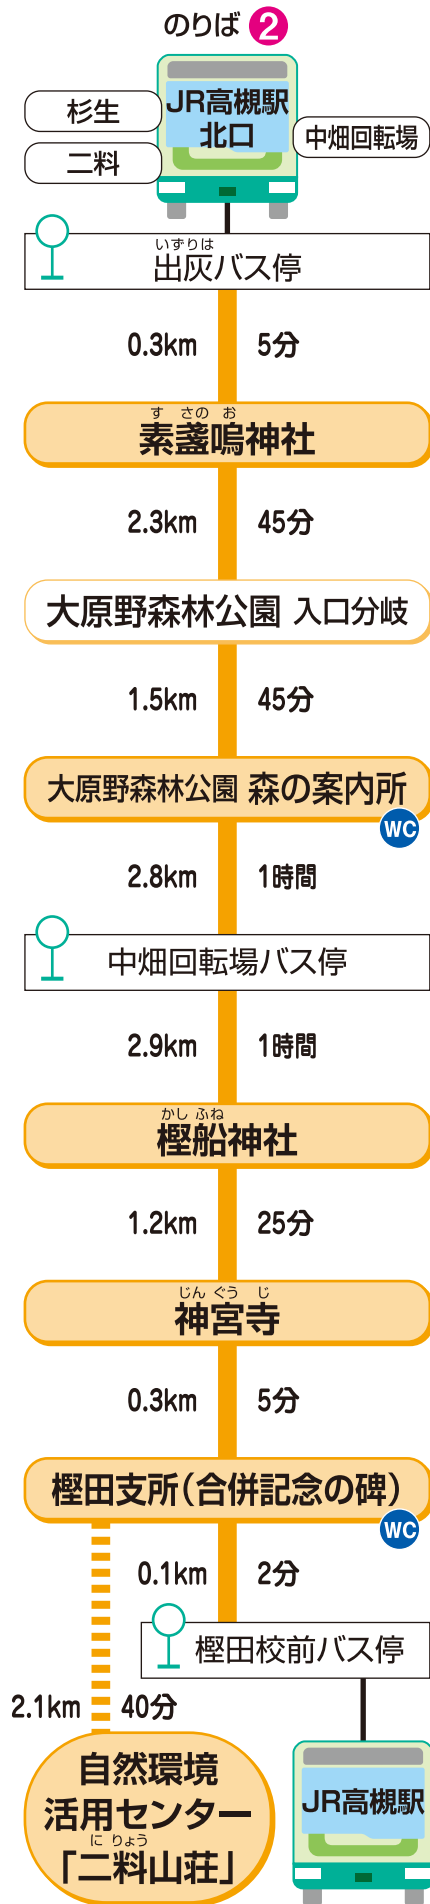 のりば 2
JR高槻駅
北口
杉生
二料
中畑回転場
いずりは
出灰バス停
0.3km 5分
すさのお
素盞嗚神社
2.3km 45分
大原野森林公園 入口分岐
1.5km 45分
大原野森林公園 森の案内所
WC
2.8km 1時間
中畑回転場バス停
2.9km 1時間
かしふね
樫船神社
1.2km 25分
じんぐうじ
神宮寺
0.3km 5分
樫田支所(合併記念の碑)
WC
0.1km 2分
樫田校前バス停
2.1km 40分
自然環境
活用センター
にりょう
「二料山荘」
JR高槻駅